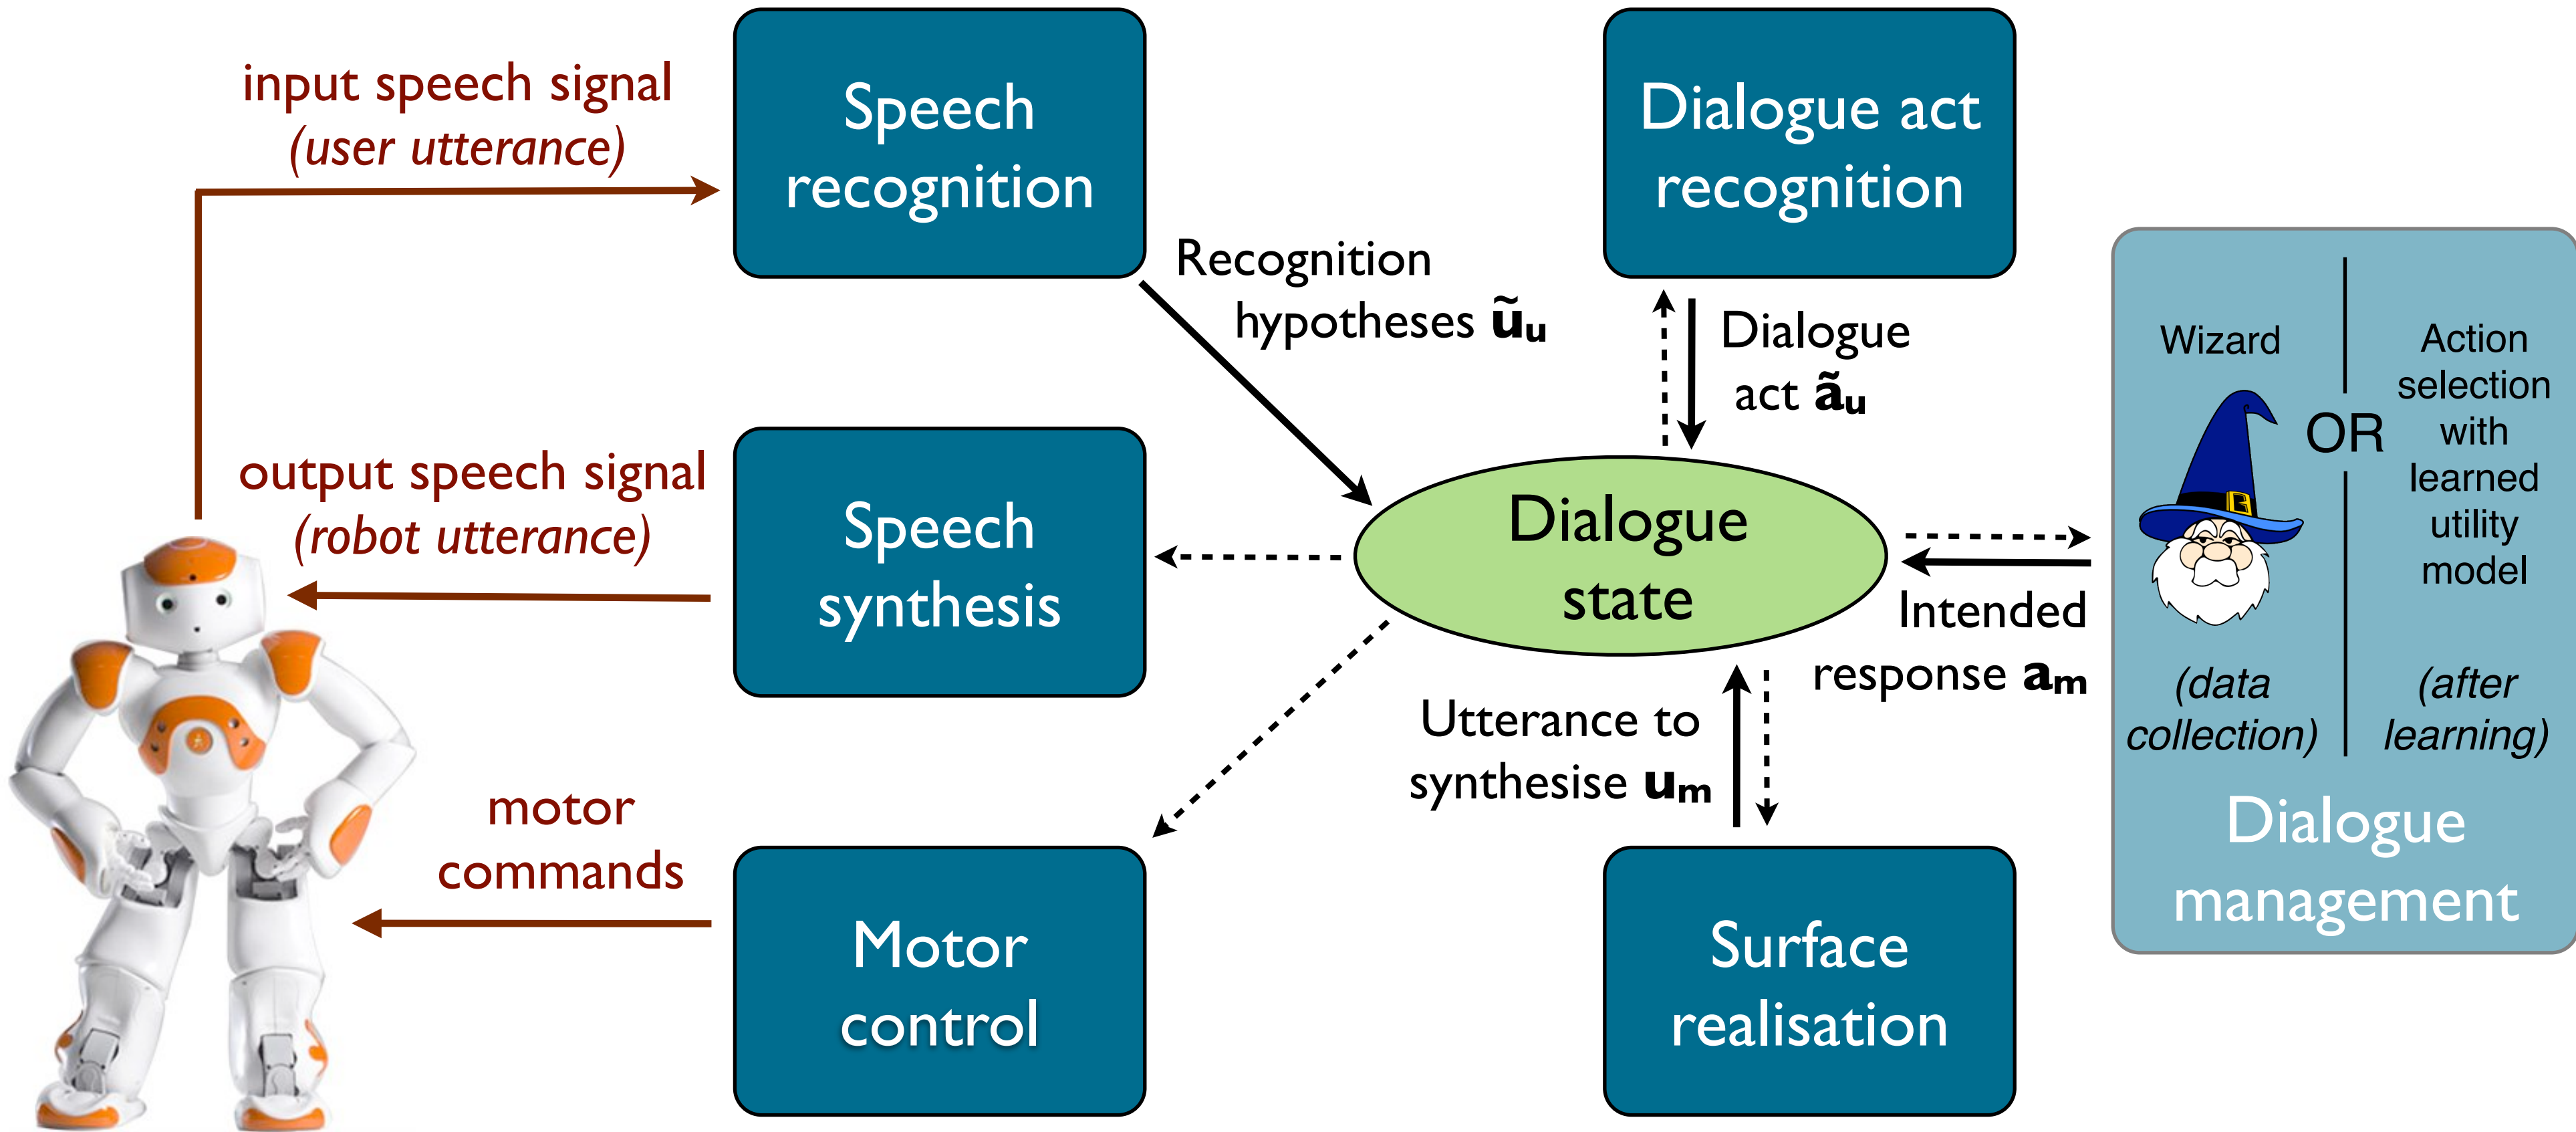 input speech signal
(user utterance)
Speech
recognition
Dialogue act
recognition
Recognition
hypotheses ũu
Dialogue
act ãu
output speech signal
(robot utterance)
Speech
synthesis
Dialogue
state
Wizard
OR
Action
selection
with
learned
utility
model
Intended
response am
(data
collection)
(after
learning)
Dialogue
management
Utterance to
synthesise um
motor
commands
Motor
control
Surface
realisation